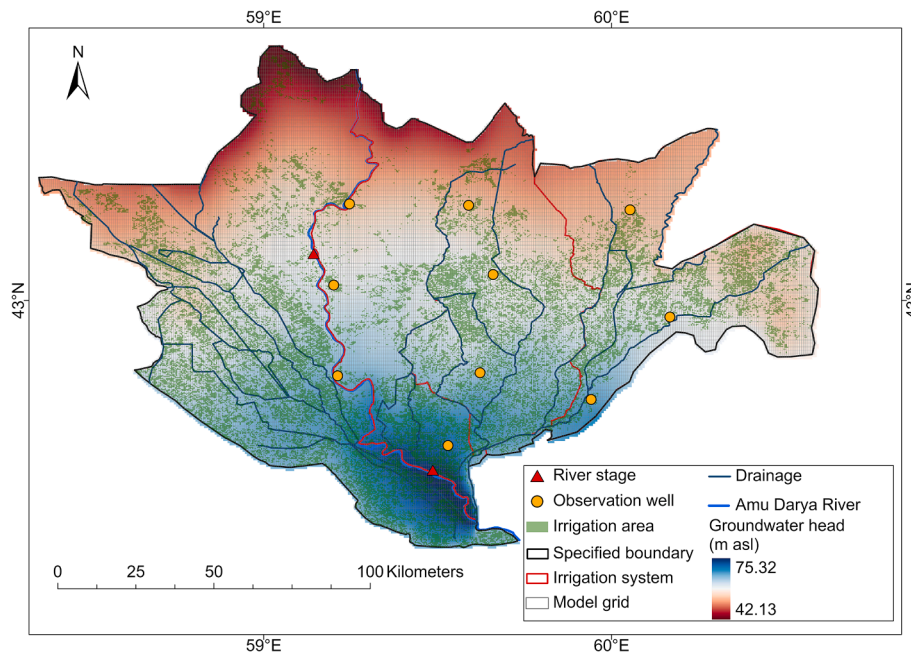 59°E 60°E
N
43°N 42°N
River stage
Observation well
Irrigation area
Specified boundary
Irrigation system
Model grid
Drainage
Amu Darya River
Groundwater head
(m asl)
75.32
42.13
0 25 50 100 Kilometers
59°E 60°E